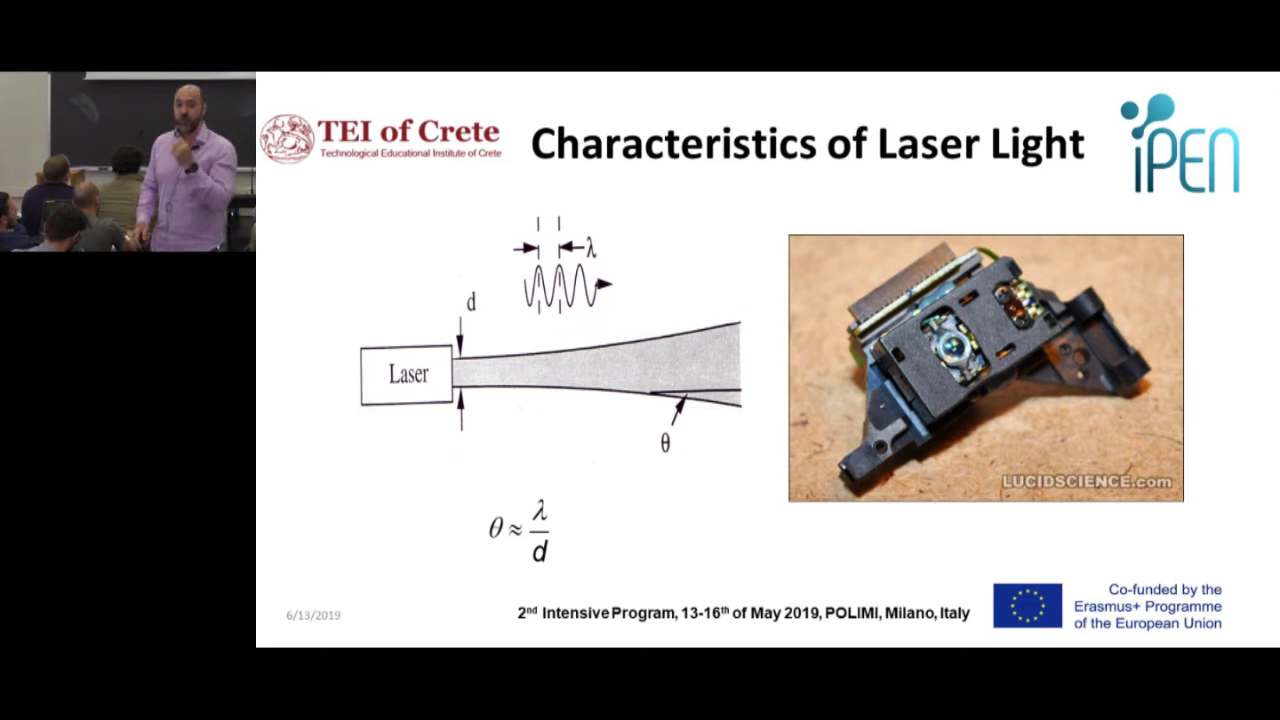 TEI of Crete
Technological Educational Institute of Crete
Characteristics of Laser Light
iPEN
λ
d
Laser
θ
θ ≈ λ/d
LUCIDSCIENCE.com
6/13/2019
2nd Intensive Program, 13-16th of May 2019, POLIMI, Milano, Italy
Co-funded by the
Erasmus+ Programme
of the European Union